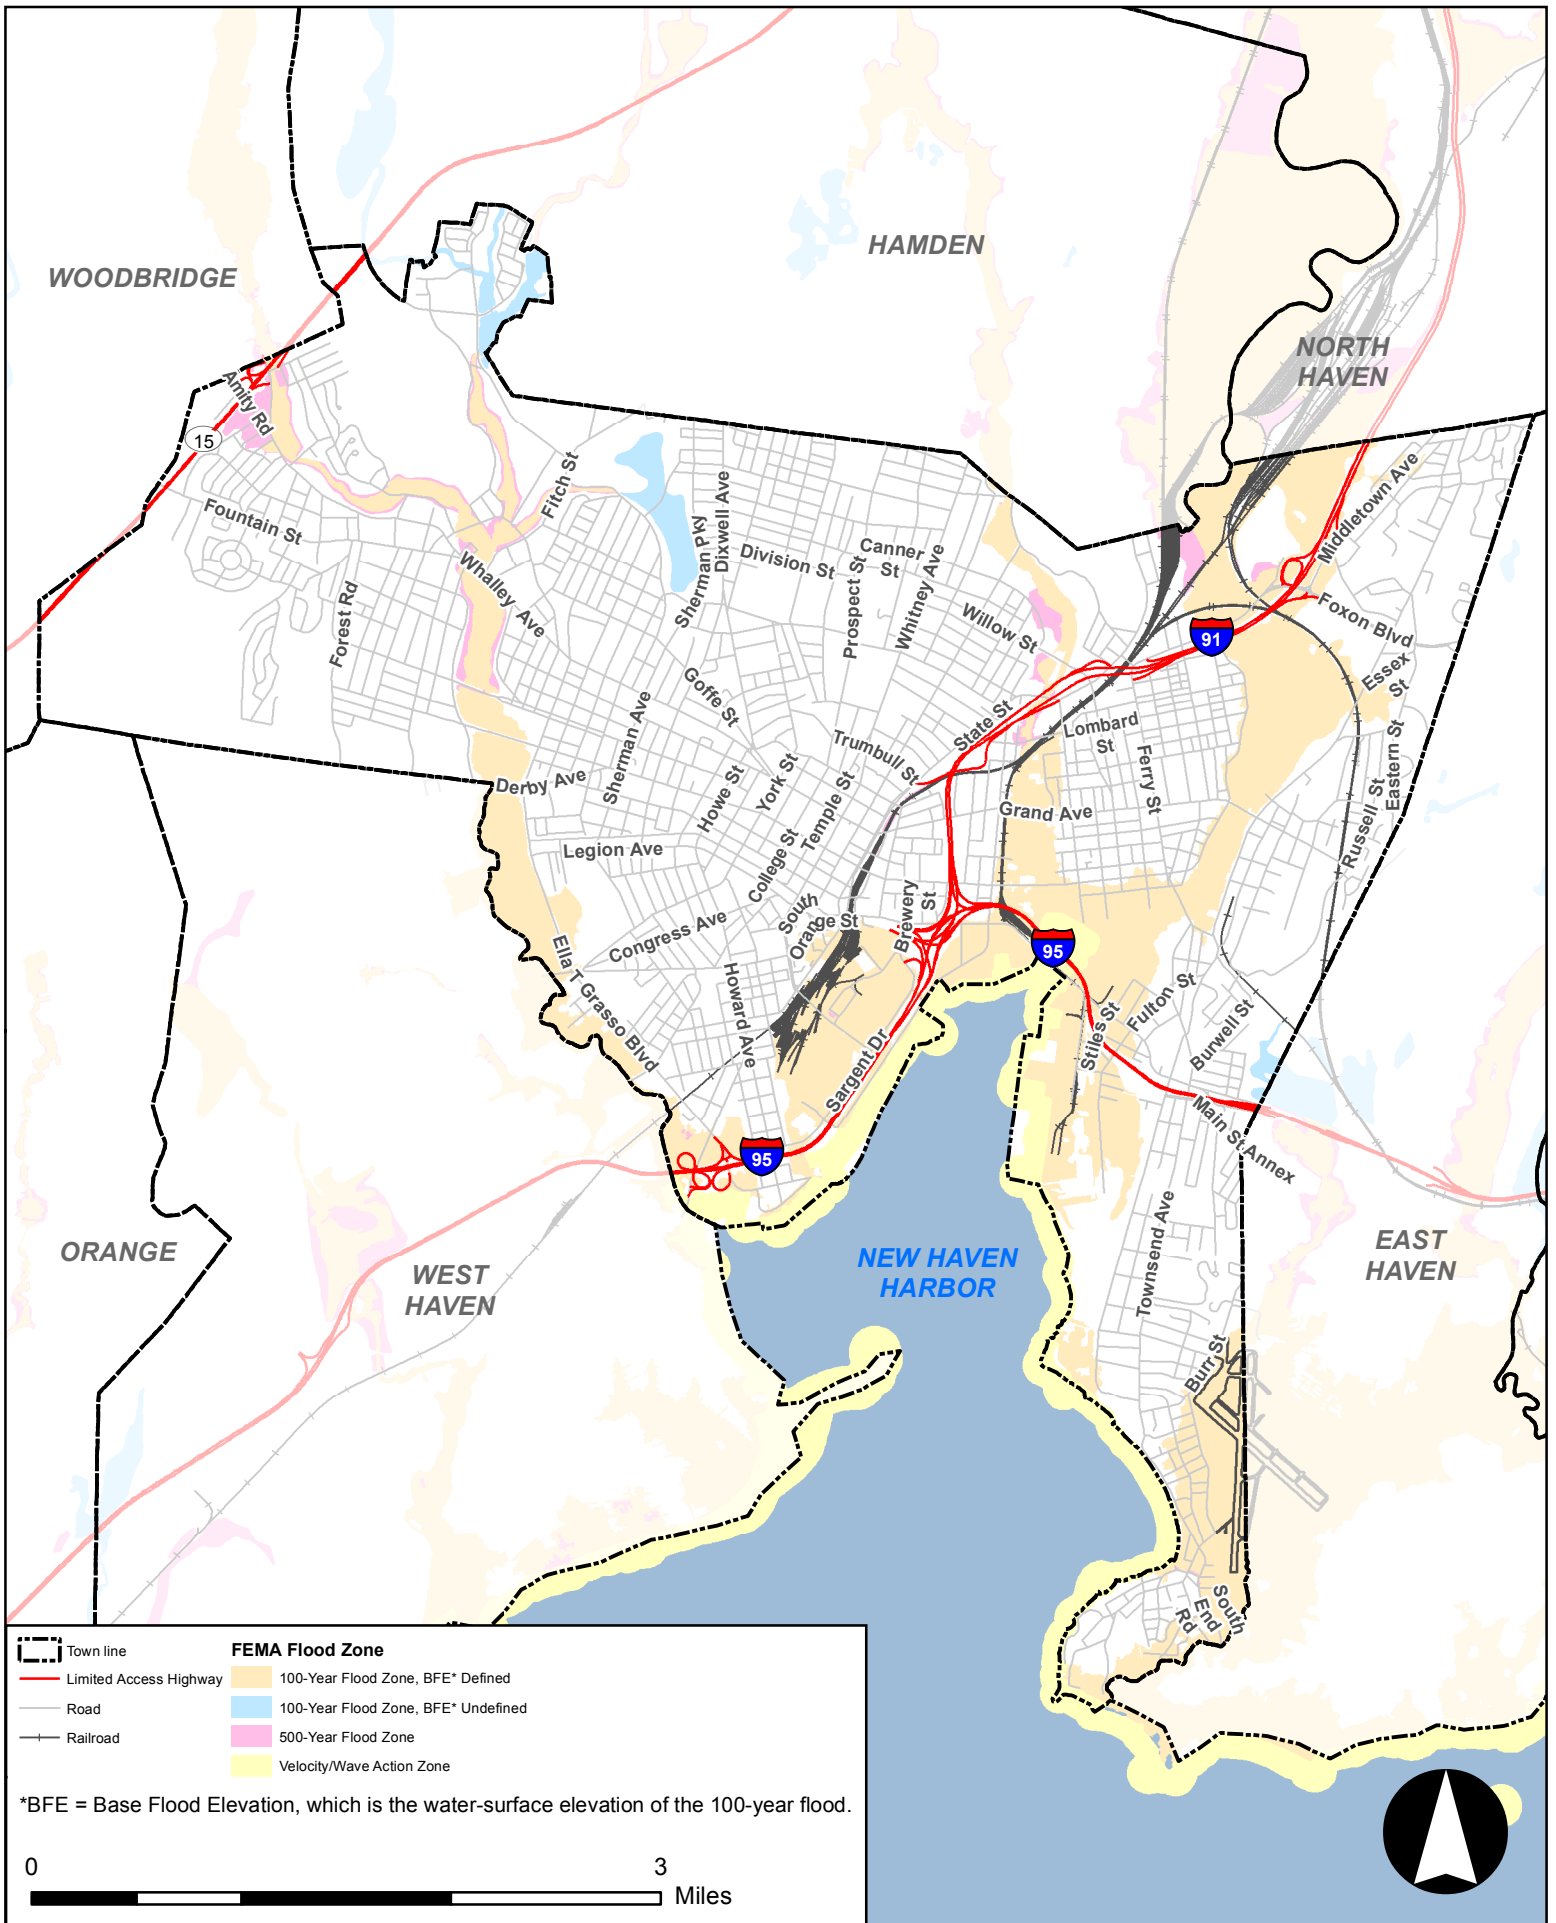 HAMDEN
WOODBRIDGE
NORTH
HAVEN
Amity Rd
15
Fitch St
Middletown Ave
Fountain St
Sherman Pky
Dixwell Ave
Division St
Canner
St
Prospect St
Whitney Ave
Whalley Ave
Forest Rd
Willow St
Foxon Blvd
91
Essex
St
Goffe St
Sherman Ave
State St
Lombard
St
Trumbull St
Ferry St
Eastern St
Derby Ave
Howe St
York St
Temple St
Grand Ave
Russell St
Legion Ave
College St
Brewery
St
South
Orange St
Congress Ave
95
Ella T Grasso Blvd
Howard Ave
Fulton St
Stiles St
Burwell St
Sargent Dr
Main St Annex
95
Townsend Ave
ORANGE
WEST
HAVEN
NEW HAVEN
HARBOR
EAST
HAVEN
Burr St
South
End
Rd
Town line
Limited Access Highway
Road
Railroad
FEMA Flood Zone
100-Year Flood Zone, BFE* Defined
100-Year Flood Zone, BFE* Undefined
500-Year Flood Zone
Velocity/Wave Action Zone
*BFE = Base Flood Elevation, which is the water-surface elevation of the 100-year flood.
0
3
Miles